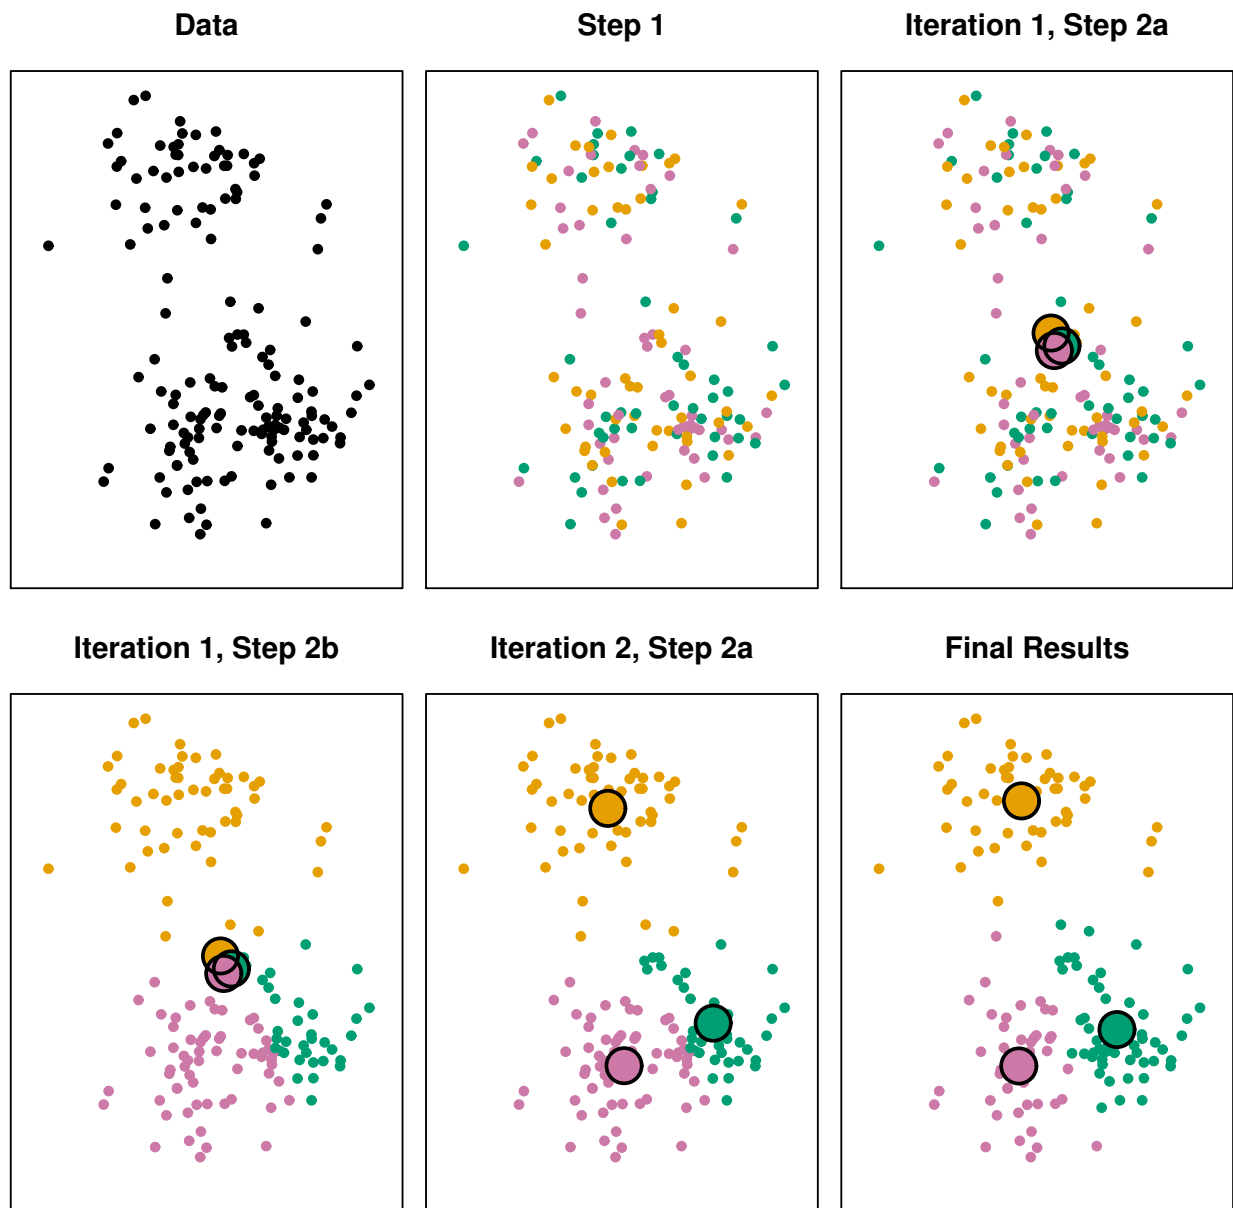 Data
Step 1
Iteration 1, Step 2a
Iteration 1, Step 2b
Iteration 2, Step 2a
Final Results